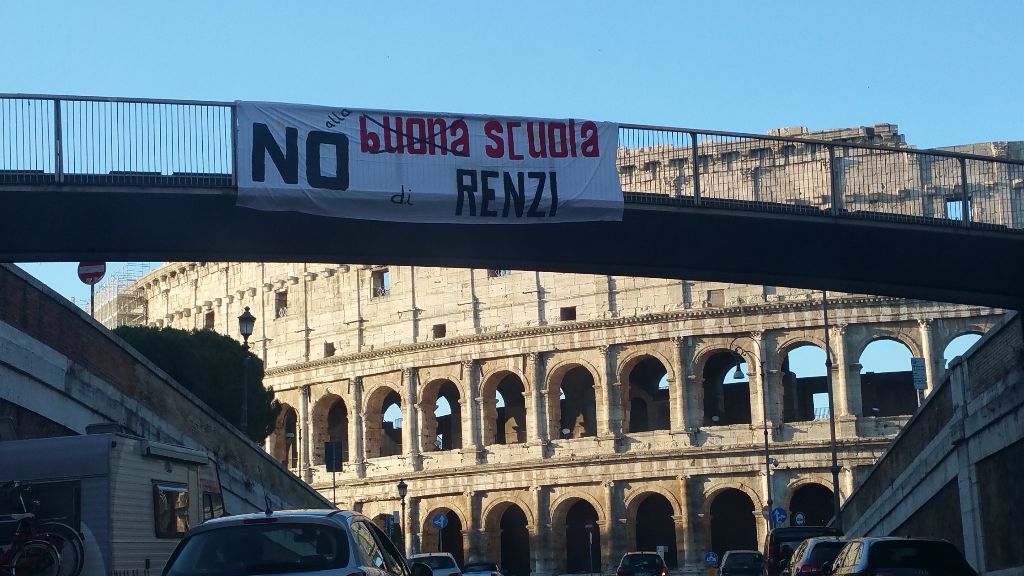 NO alla buona scuola
di RENZI